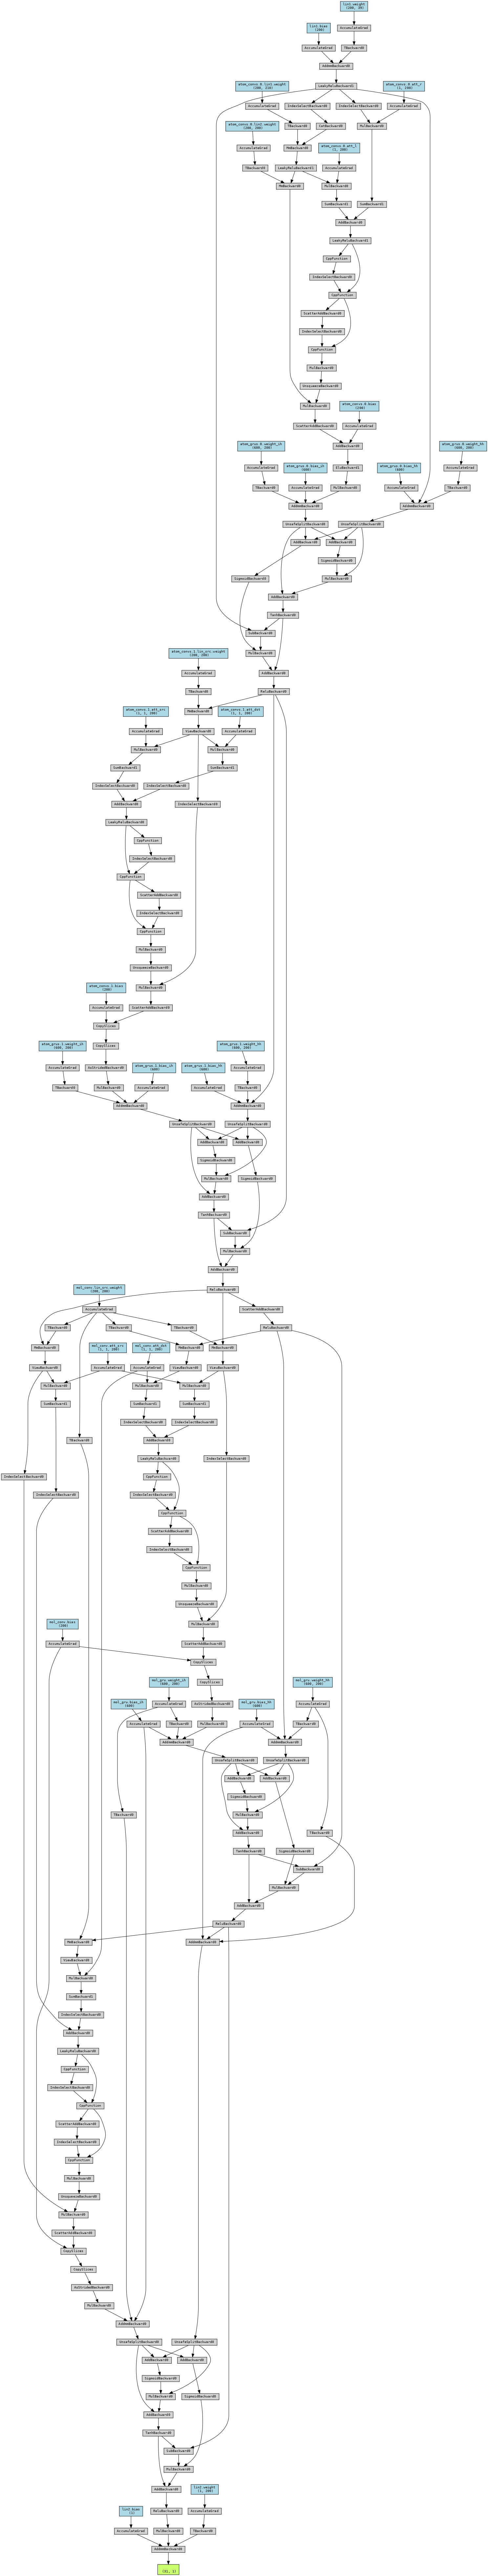 lin1.weight
lin1.bias
(200)
AccumulateGrad
AccumulateGrad
TBackward0
AddmmBackward0
LeakyReluBackward1
atom_convs.0.lin1.weight
atom_convs.0.att_r
(1, 200)
AccumulateGrad
IndexSelectBackward0
IndexSelectBackward0
AccumulateGrad
atom_convs.0.lin2.weight
(200, 200)
TBackward0
CatBackward0
MulBackward0
AccumulateGrad
MmBackward0
atom_convs.0.att_l
(1, 200)
TBackward0
LeakyReluBackward1
AccumulateGrad
MmBackward0
MulBackward0
SumBackward1
SumBackward1
AddBackward0
LeakyReluBackward1
CppFunction
IndexSelectBackward0
CppFunction
ScatterAddBackward0
IndexSelectBackward0
CppFunction
MulBackward0
UnsqueezeBackward0
MulBackward0
atom_convs.0.bias
(200)
ScatterAddBackward0
AccumulateGrad
AddBackward0
atom_grus.0.weight_ih
(600, 200)
atom_grus.0.bias_ih
(600)
EluBackward1
atom_grus.0.bias_hh
(600)
atom_grus.0.weight_hh
(600, 200)
AccumulateGrad
AccumulateGrad
MulBackward0
AccumulateGrad
AccumulateGrad
TBackward0
TBackward0
AddmmBackward0
AddmmBackward0
UnsafeSplitBackward0
UnsafeSplitBackward0
AddBackward0
AddBackward0
SigmoidBackward0
SigmoidBackward0
MulBackward0
AddBackward0
TanhBackward0
SubBackward0
MulBackward0
AddBackward0
ReluBackward0
atom_convs.1.lin_src.weight
(200, 200)
AccumulateGrad
TBackward0
MmBackward0
atom_convs.1.att_src
(1, 1, 200)
atom_convs.1.att_dst
(1, 1, 200)
AccumulateGrad
ViewBackward0
AccumulateGrad
MulBackward0
MulBackward0
SumBackward1
SumBackward1
IndexSelectBackward0
IndexSelectBackward0
AddBackward0
IndexSelectBackward0
LeakyReluBackward0
CppFunction
IndexSelectBackward0
CppFunction
ScatterAddBackward0
IndexSelectBackward0
CppFunction
MulBackward0
UnsqueezeBackward0
MulBackward0
atom_convs.1.bias
(200)
ScatterAddBackward0
AccumulateGrad
CopySlices
CopySlices
atom_grus.1.weight_ih
(600, 200)
AsStridedBackward0
atom_grus.1.bias_ih
(600)
atom_grus.1.bias_hh
(600)
atom_grus.1.weight_hh
(600, 200)
AccumulateGrad
MulBackward0
AccumulateGrad
AccumulateGrad
AccumulateGrad
TBackward0
TBackward0
AddmmBackward0
AddmmBackward0
UnsafeSplitBackward0
UnsafeSplitBackward0
AddBackward0
AddBackward0
SigmoidBackward0
MulBackward0
SigmoidBackward0
AddBackward0
TanhBackward0
SubBackward0
MulBackward0
AddBackward0
ReluBackward0
mol_conv.lin_src.weight
(200, 200)
AccumulateGrad
ScatterAddBackward0
TBackward0
TBackward0
TBackward0
ReluBackward0
MmBackward0
mol_conv.att_src
(1, 1, 200)
mol_conv.att_dst
(1, 1, 200)
MmBackward0
MmBackward0
ViewBackward0
AccumulateGrad
AccumulateGrad
ViewBackward0
ViewBackward0
MulBackward0
MulBackward0
MulBackward0
SumBackward1
SumBackward1
SumBackward1
IndexSelectBackward0
IndexSelectBackward0
TBackward0
AddBackward0
LeakyReluBackward0
IndexSelectBackward0
IndexSelectBackward0
CppFunction
IndexSelectBackward0
IndexSelectBackward0
CppFunction
ScatterAddBackward0
IndexSelectBackward0
CppFunction
MulBackward0
UnsqueezeBackward0
MulBackward0
mol_conv.bias
(200)
ScatterAddBackward0
AccumulateGrad
CopySlices
CopySlices
mol_gru.weight_ih
(600, 200)
mol_gru.weight_hh
(600, 200)
AsStridedBackward0
mol_gru.bias_ih
(600)
mol_gru.bias_hh
(600)
AccumulateGrad
AccumulateGrad
AccumulateGrad
TBackward0
MulBackward0
AccumulateGrad
TBackward0
AddmmBackward0
AddmmBackward0
UnsafeSplitBackward0
UnsafeSplitBackward0
AddBackward0
AddBackward0
SigmoidBackward0
MulBackward0
TBackward0
AddBackward0
TBackward0
TanhBackward0
SigmoidBackward0
SubBackward0
MulBackward0
AddBackward0
ReluBackward0
MmBackward0
AddmmBackward0
ViewBackward0
MulBackward0
SumBackward1
IndexSelectBackward0
AddBackward0
LeakyReluBackward0
CppFunction
IndexSelectBackward0
CppFunction
ScatterAddBackward0
IndexSelectBackward0
CppFunction
MulBackward0
UnsqueezeBackward0
MulBackward0
ScatterAddBackward0
CopySlices
CopySlices
AsStridedBackward0
MulBackward0
AddmmBackward0
UnsafeSplitBackward0
UnsafeSplitBackward0
AddBackward0
AddBackward0
SigmoidBackward0
MulBackward0
SigmoidBackward0
AddBackward0
TanhBackward0
SubBackward0
MulBackward0
AddBackward0
lin2.weight
(1, 200)
lin2.bias
(1)
ReluBackward0
AccumulateGrad
AccumulateGrad
MulBackward0
TBackward0
AddmmBackward0